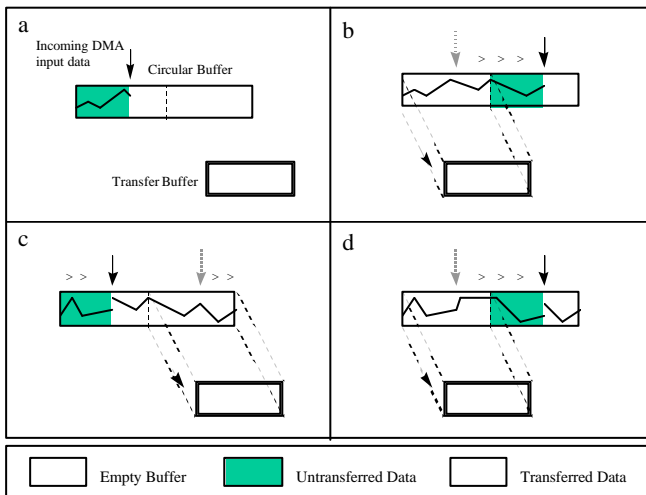 a
Incoming DMA
input data
Circular Buffer
Transfer Buffer
b
> > >
c
> >
> >
d
> > >
Empty Buffer
Untransferred Data
Transferred Data